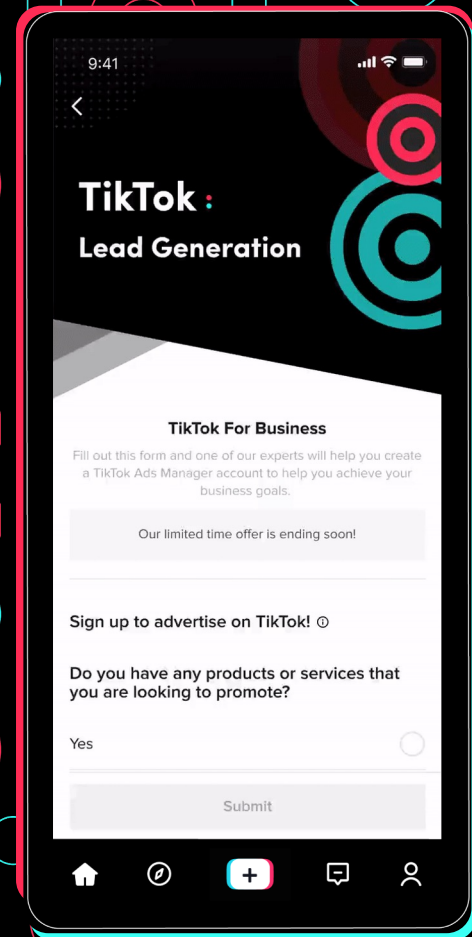 9:41
TikTok:
Lead Generation
TikTok For Business
Fill out this form and one of our experts will help you create
a TikTok Ads Manager account to help you achieve your
business goals.
Our limited time offer is ending soon!
Sign up to advertise on TikTok!
Do you have any products or services that
you are looking to promote?
Yes
Submit